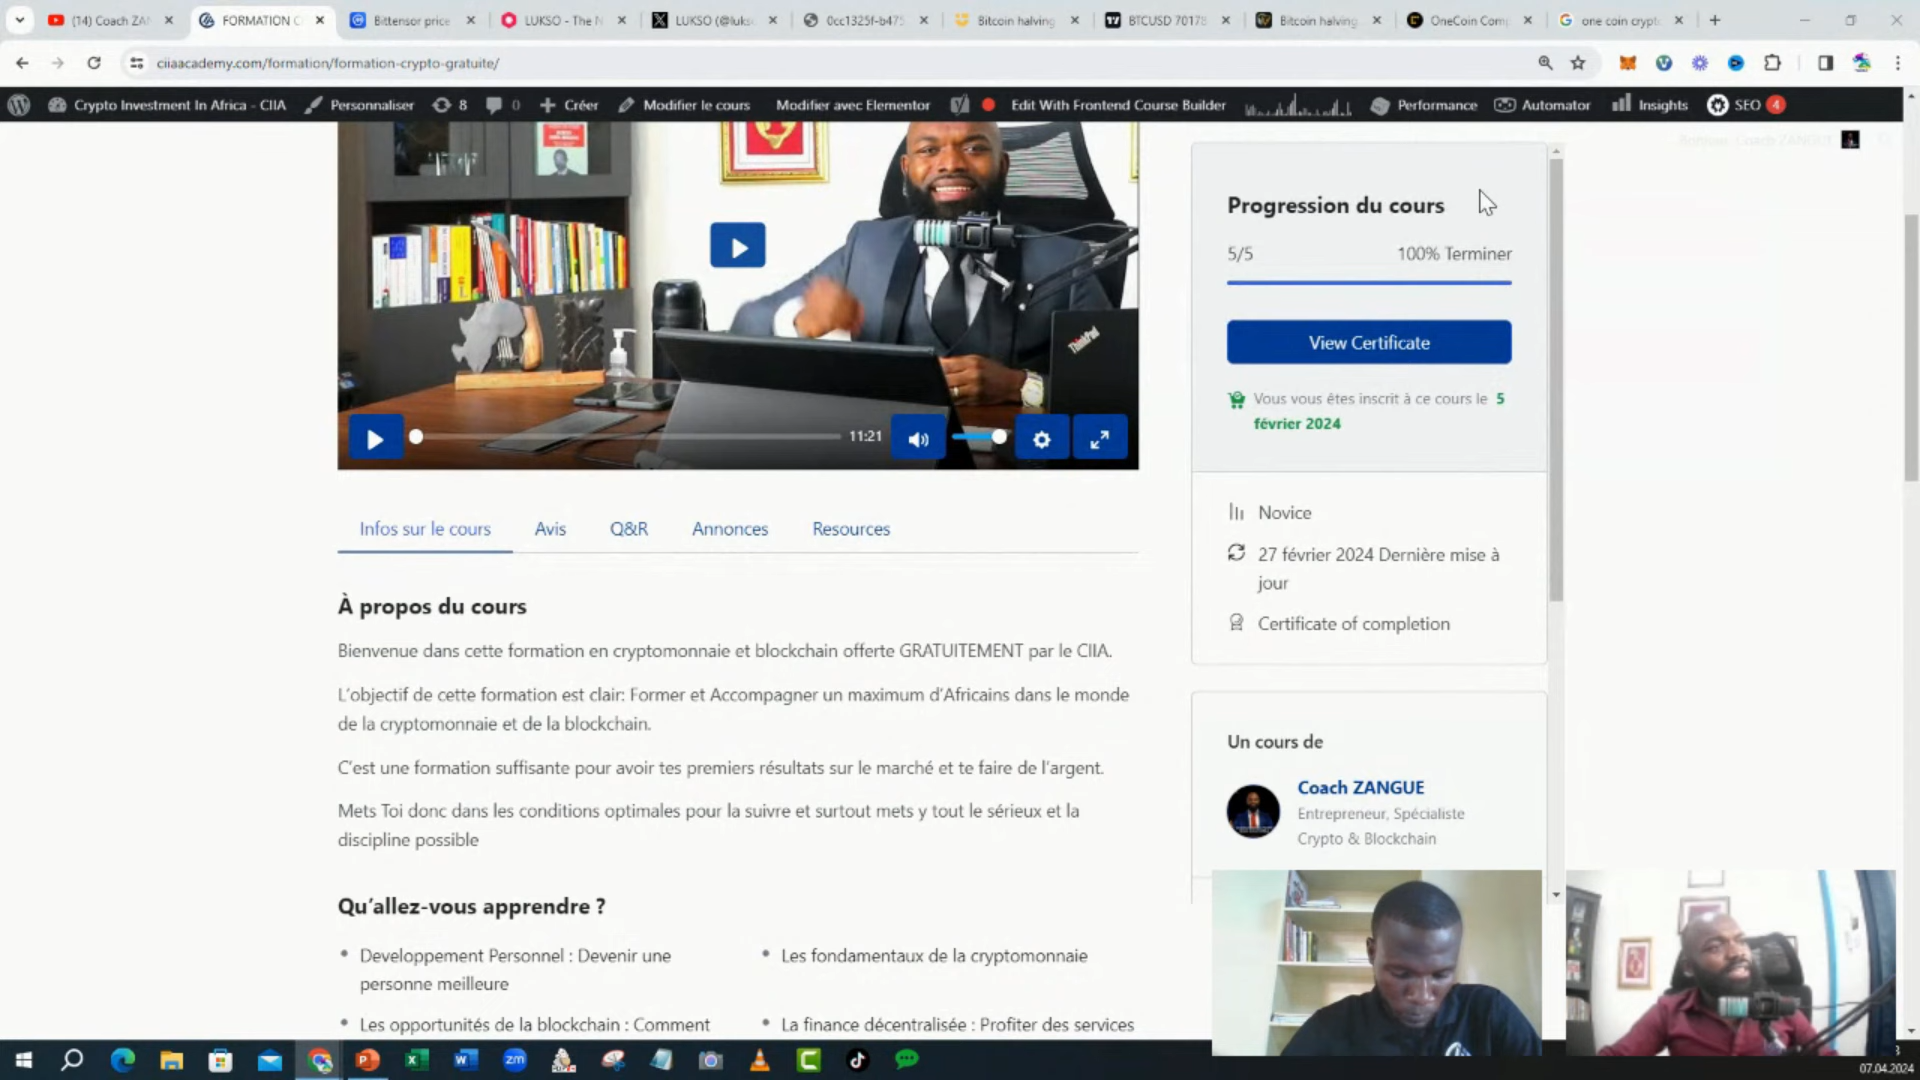 (14) Coach ZAN
FORMATION C
Bittensor price
LUKSO - The N
LUKSO (@luks
0cc1325f-b475
Bitcoin halving
BTCUSD 70178
Bitcoin halving
OneCoin Com
one coin crypt
ciiaacademy.com/formation/formation-crypto-gratuite/
Crypto Investment In Africa - CIIA
Personnaliser
8
0
Créer
Modifier le cours
Modifier avec Elementor
Edit With Frontend Course Builder
Performance
Automator
Insights
SEO 4
Bonjour, Coach ZANGUE
ThinkPad
11:21
Progression du cours
5/5
100% Terminer
View Certificate
Vous vous êtes inscrit à ce cours le 5
février 2024
Novice
27 février 2024 Dernière mise à
jour
Certificate of completion
Un cours de
Coach ZANGUE
Entrepreneur, Spécialiste
Crypto & Blockchain
Infos sur le cours
Avis
Q&R
Annonces
Resources
À propos du cours
Bienvenue dans cette formation en cryptomonnaie et blockchain offerte GRATUITEMENT par le CIIA.
L'objectif de cette formation est clair: Former et Accompagner un maximum d'Africains dans le monde
de la cryptomonnaie et de la blockchain.
C'est une formation suffisante pour avoir tes premiers résultats sur le marché et te faire de l'argent.
Mets Toi donc dans les conditions optimales pour la suivre et surtout mets y tout le sérieux et la
discipline possible
Qu'allez-vous apprendre ?
Developpement Personnel : Devenir une
personne meilleure
Les fondamentaux de la cryptomonnaie
Les opportunités de la blockchain : Comment
La finance décentralisée : Profiter des services
zm
07.04.2024